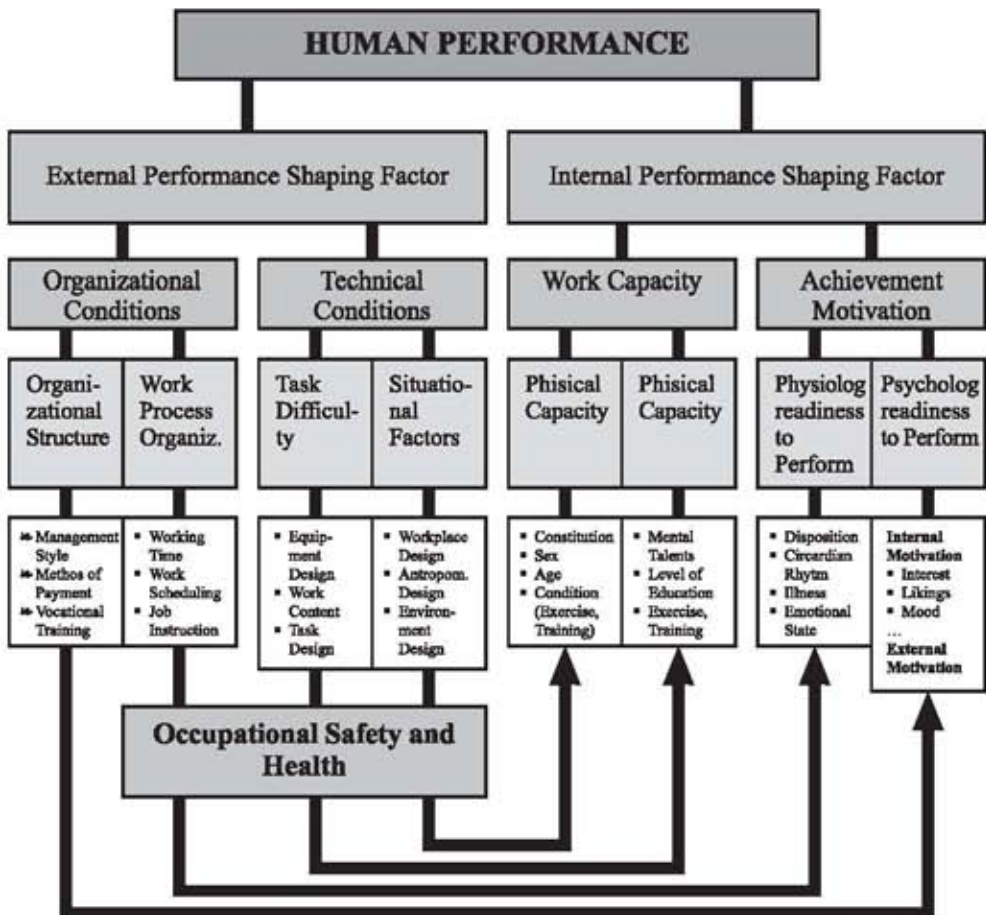 HUMAN PERFORMANCE
External Performance Shaping Factor
Internal Performance Shaping Factor
Organizational
Conditions
Technical
Conditions
Work Capacity
Achievement
Motivation
Organi-
zational
Structure
Work
Process
Organiz.
Task
Difficul-
ty
Situatio-
nal
Factors
Phisical
Capacity
Phisical
Capacity
Physiolog
readiness
to
Perform
Psycholog
readiness
to Perform
Management
Style
Methos of
Payment
Vocational
Training
▪ Working
Time
▪ Work
Scheduling
▪ Job
Instruction
▪ Equip-
ment
Design
▪ Work
Content
▪ Task
Design
▪ Workplace
Design
▪ Antropom.
Design
▪ Environ-
ment
Design
▪ Constitution
▪ Sex
▪ Age
▪ Condition
(Exercise,
Training)
▪ Mental
Talents
▪ Level of
Education
▪ Exercise,
Training
▪ Disposition
▪ Circardian
Rhytm
▪ Illness
▪ Emotional
State
Internal
Motivation
▪ Interest
▪ Likings
▪ Mood
...
External
Motivation
Occupational Safety and
Health